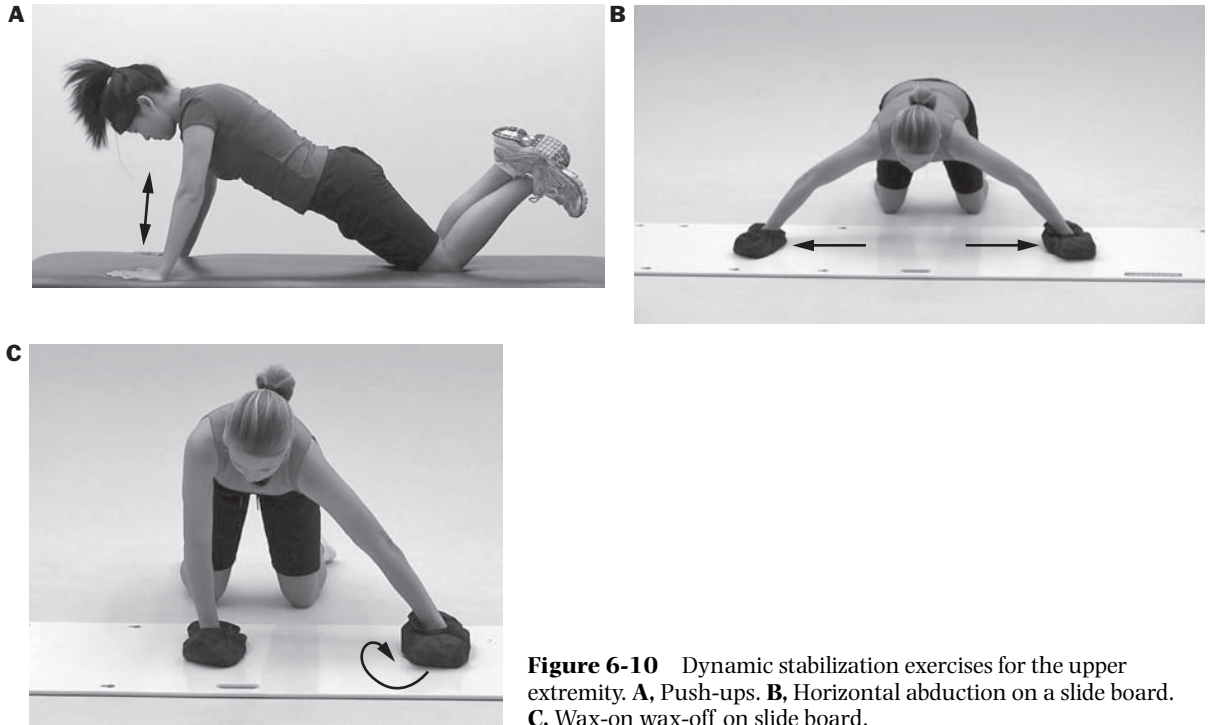 A
B
C
Figure 6-10 Dynamic stabilization exercises for the upper
extremity. A, Push-ups. B, Horizontal abduction on a slide board.
C, Wax-on wax-off on slide board.